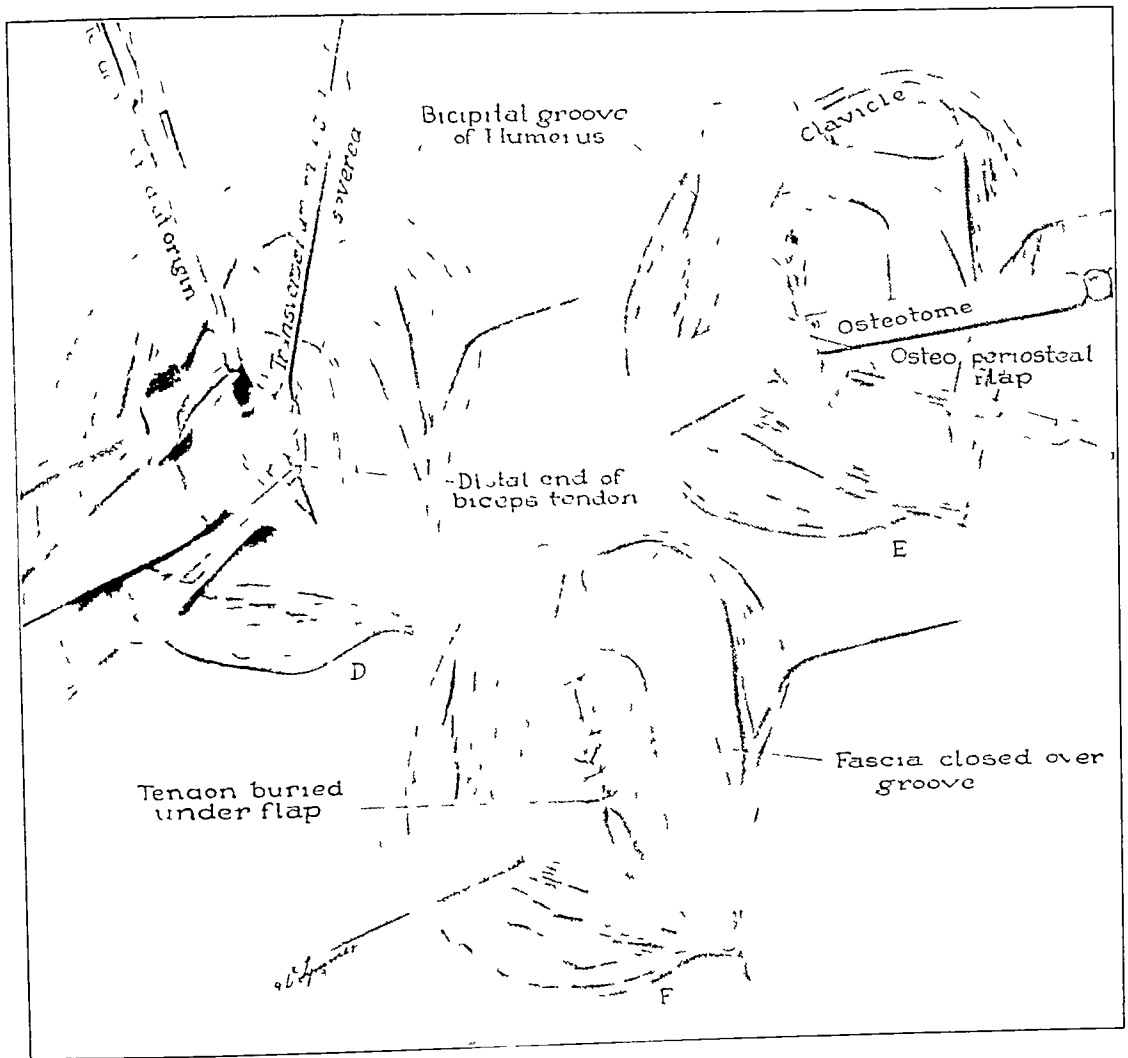 origin
Bicipital groove
of Humerus
Clavicle
Osteotome
Osteo periosteal
flap
Distal end of
biceps tendon
D
E
Tendon buried
under flap
Fascia closed over
groove
F